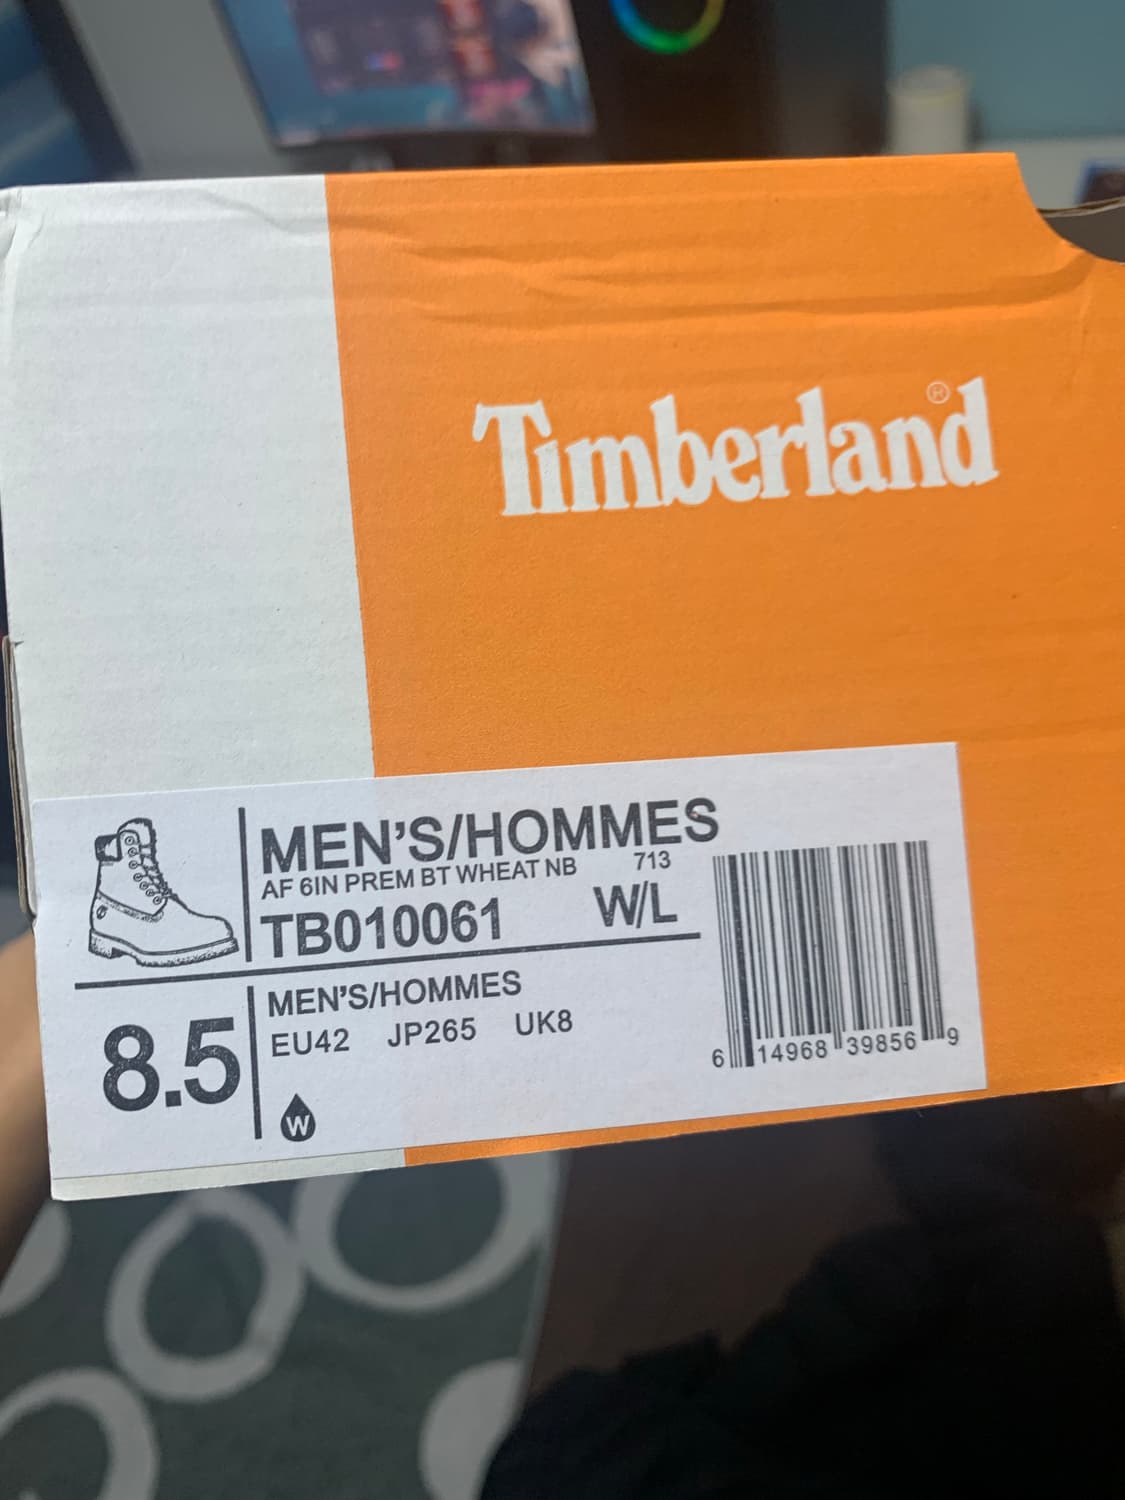 Timberland®
MEN'S/HOMMES
AF 6IN PREM BT WHEAT NB 713
TB010061 W/L
8.5
MEN'S/HOMMES
EU42 JP265 UK8
W
6 14968 39856 9